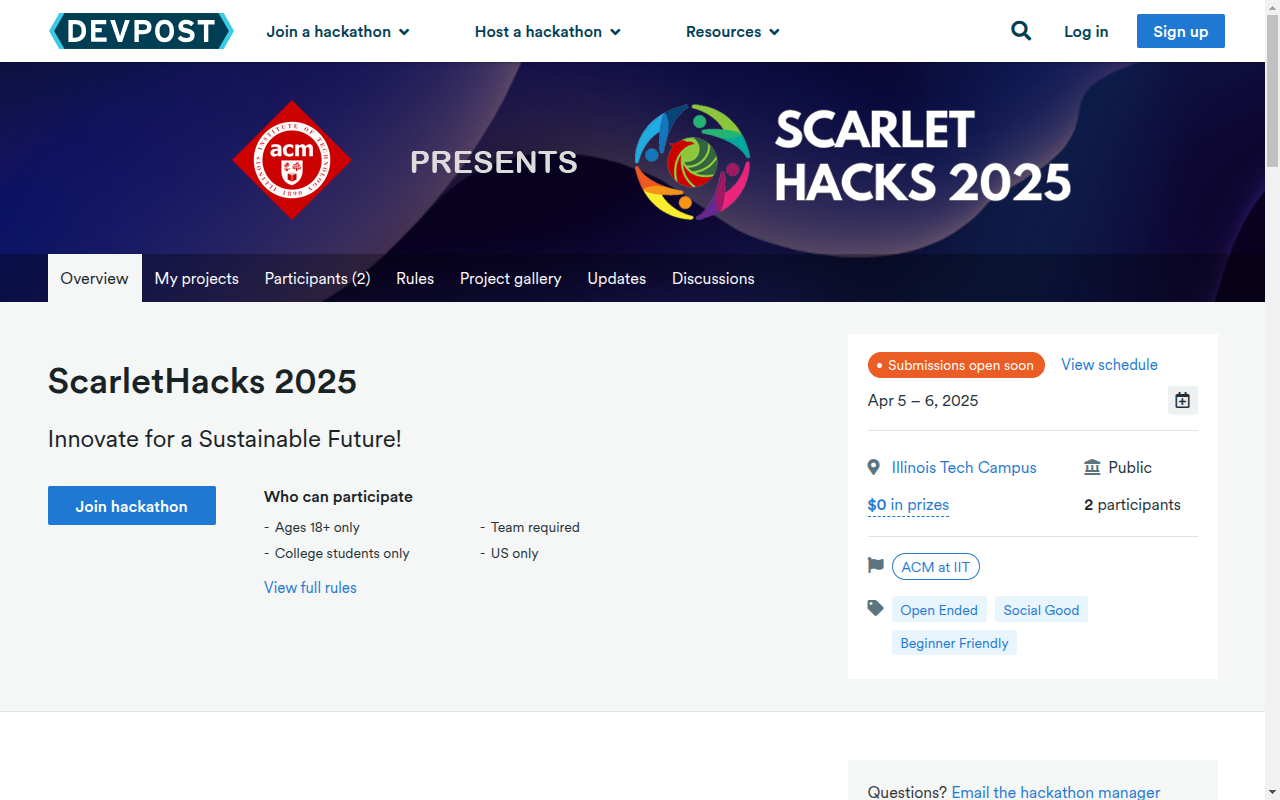 DEVPOST
Join a hackathon
Host a hackathon
Resources
Log in
Sign up
ILLINOIS INSTITUTE OF TECHNOLOGY
acm
1890
PRESENTS
SCARLET
HACKS 2025
Overview
My projects
Participants (2)
Rules
Project gallery
Updates
Discussions
ScarletHacks 2025
Innovate for a Sustainable Future!
Join hackathon
Who can participate
- Ages 18+ only
- Team required
- College students only
- US only
View full rules
Submissions open soon
View schedule
Apr 5 – 6, 2025
Illinois Tech Campus
Public
$0 in prizes
2 participants
ACM at IIT
Open Ended
Social Good
Beginner Friendly
Questions? Email the hackathon manager